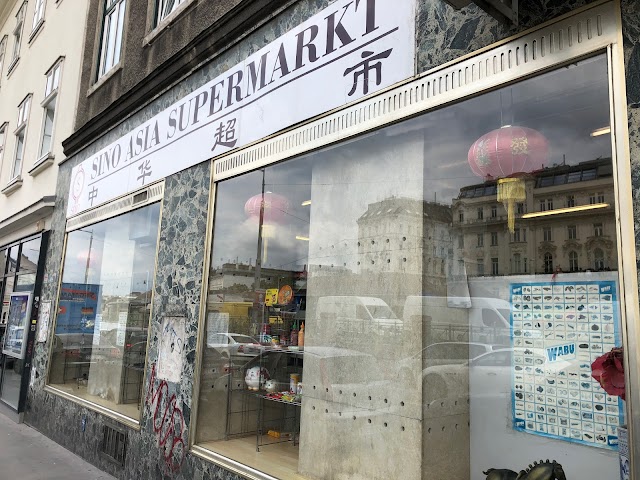 SINO ASIA SUPERMARKT
中 华 超 市
WABU